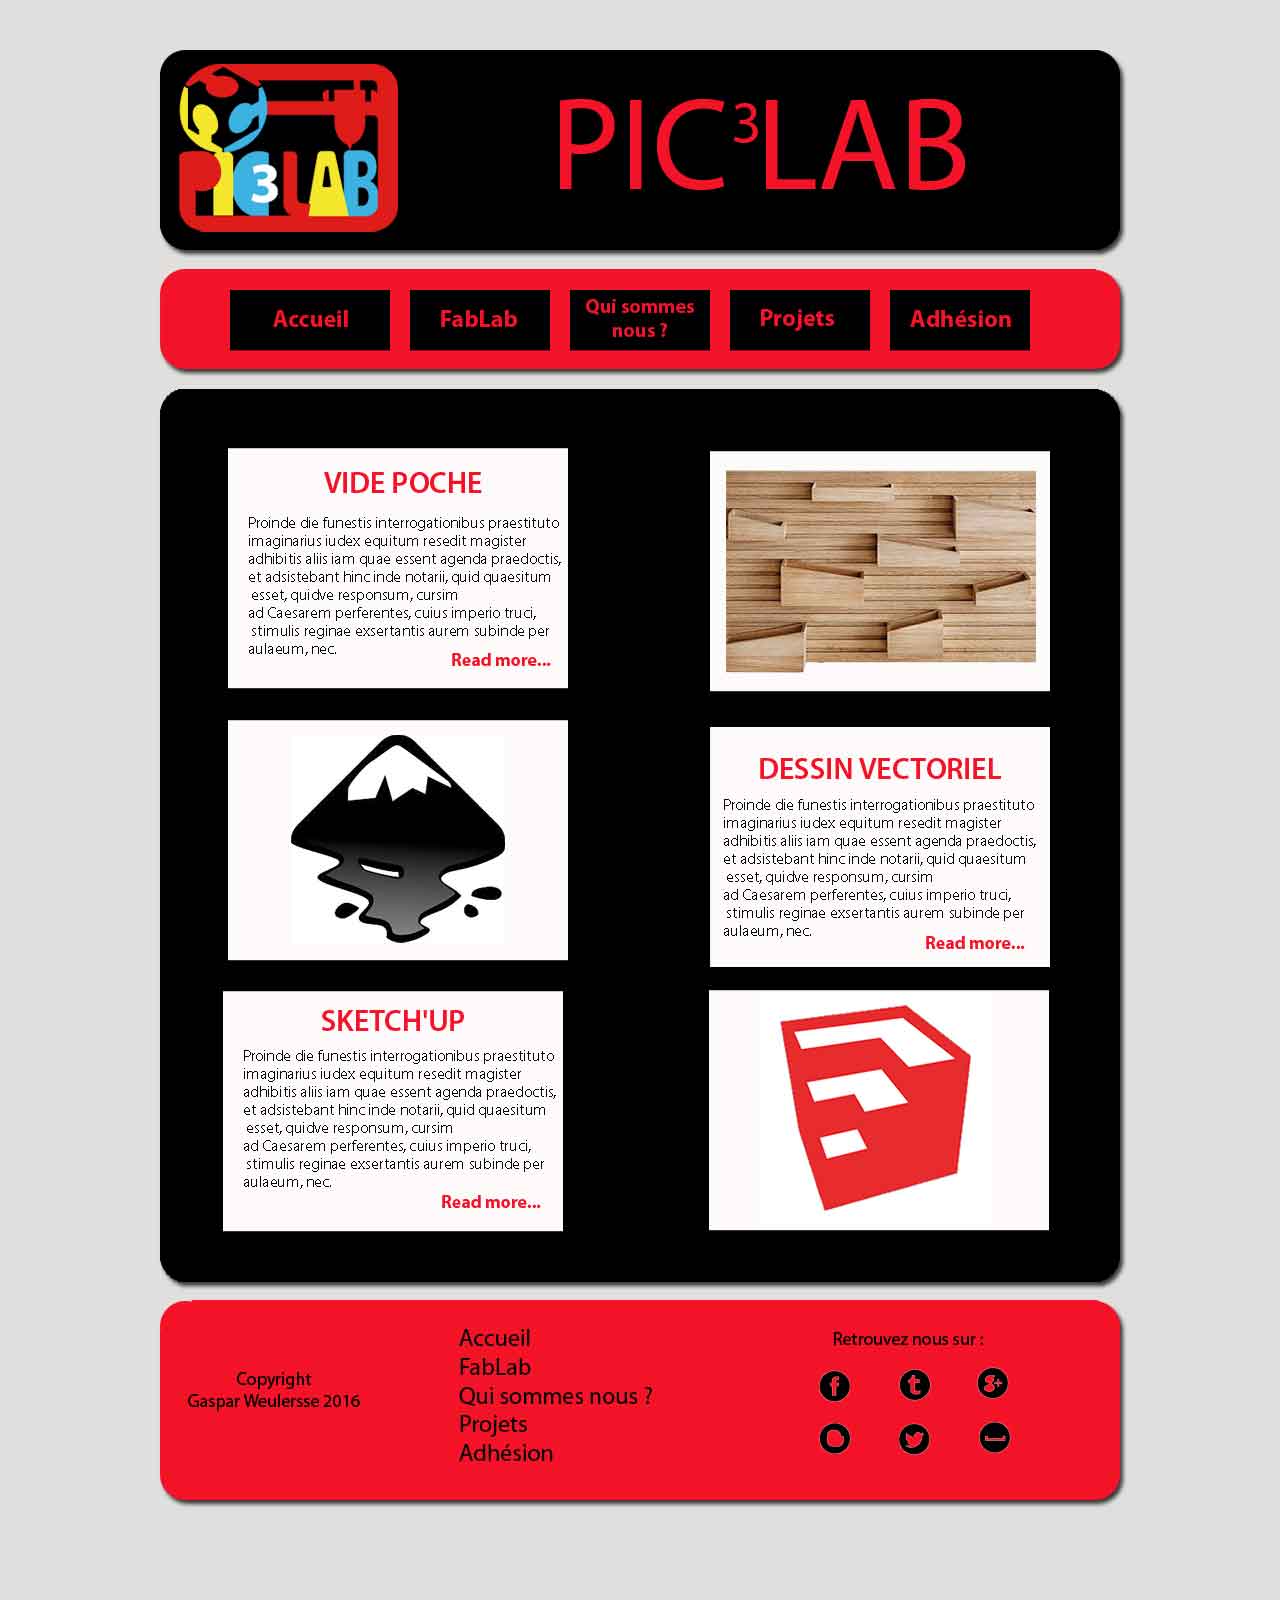 PIC3LAB
PIC3LAB
Accueil
FabLab
Qui sommes
nous ?
Projets
Adhésion
VIDE POCHE
Proinde die funestis interrogationibus praestituto
imaginarius iudex equitum resedit magister
adhibitis aliis iam quae essent agenda praedoctis,
et adsistebant hinc inde notarii, quid quaesitum
esset, quidve responsum, cursim
ad Caesarem perferentes, cuius imperio truci,
stimulis reginae exsertantis aurem subinde per
aulaeum, nec.
Read more...
DESSIN VECTORIEL
Proinde die funestis interrogationibus praestituto
imaginarius iudex equitum resedit magister
adhibitis aliis iam quae essent agenda praedoctis,
et adsistebant hinc inde notarii, quid quaesitum
esset, quidve responsum, cursim
ad Caesarem perferentes, cuius imperio truci,
stimulis reginae exsertantis aurem subinde per
aulaeum, nec.
Read more...
SKETCH'UP
Proinde die funestis interrogationibus praestituto
imaginarius iudex equitum resedit magister
adhibitis aliis iam quae essent agenda praedoctis,
et adsistebant hinc inde notarii, quid quaesitum
esset, quidve responsum, cursim
ad Caesarem perferentes, cuius imperio truci,
stimulis reginae exsertantis aurem subinde per
aulaeum, nec.
Read more...
Copyright
Gaspar Weulersse 2016
Accueil
FabLab
Qui sommes nous ?
Projets
Adhésion
Retrouvez nous sur :